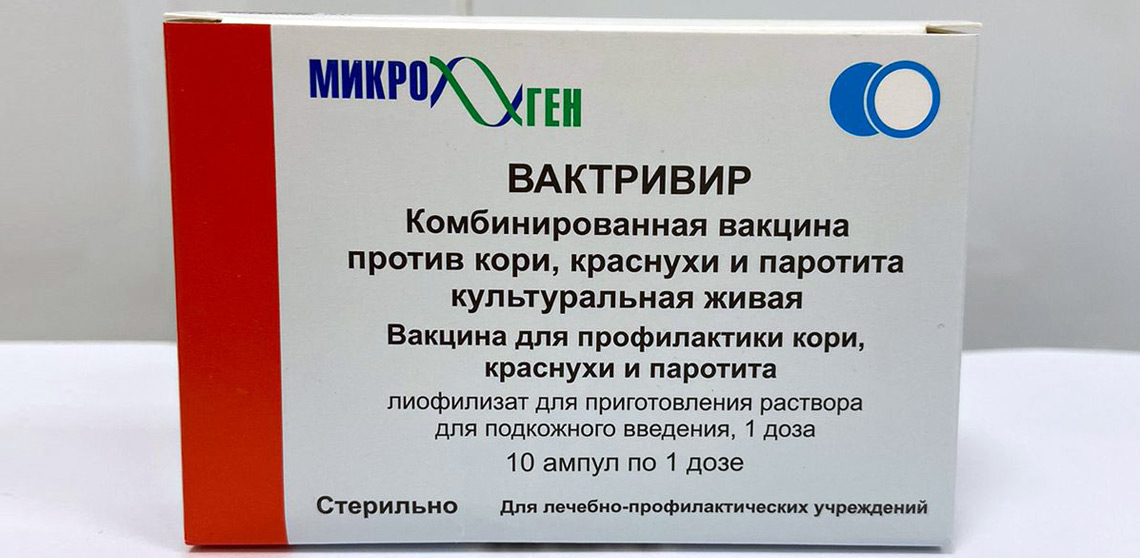 МИКРОГЕН
ВАКТРИВИР
Комбинированная вакцина
против кори, краснухи и паротита
культуральная живая
Вакцина для профилактики кори,
краснухи и паротита
лиофилизат для приготовления раствора
для подкожного введения, 1 доза
10 ампул по 1 дозе
Стерильно Для лечебно-профилактических учреждений